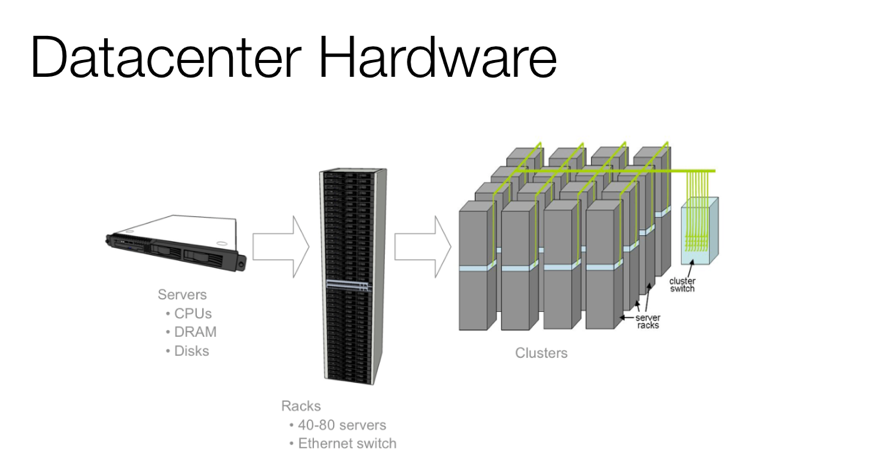 Datacenter Hardware
Servers
• CPUs
• DRAM
• Disks
Racks
• 40-80 servers
• Ethernet switch
Clusters
cluster
switch
server
racks